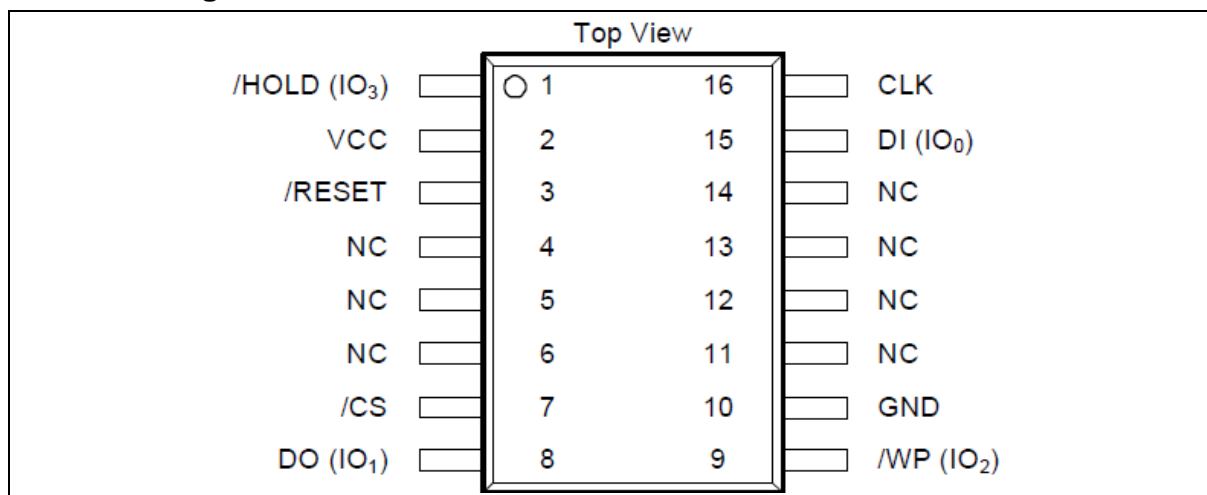 Top View
/HOLD (IO₃) 1 16 CLK
VCC 2 15 DI (IO₀)
/RESET 3 14 NC
NC 4 13 NC
NC 5 12 NC
NC 6 11 NC
/CS 7 10 GND
DO (IO₁) 8 9 /WP (IO₂)